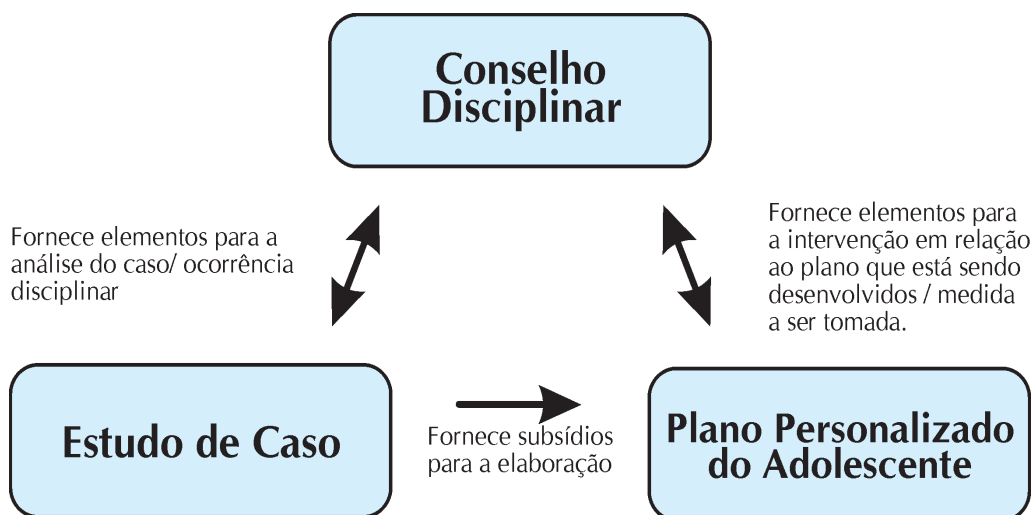 Conselho
Disciplinar
Fornece elementos para a
análise do caso/ ocorrência
disciplinar
Fornece elementos para
a intervenção em relação
ao plano que está sendo
desenvolvidos / medida
a ser tomada.
Estudo de Caso
Fornece subsídios
para a elaboração
Plano Personalizado
do Adolescente